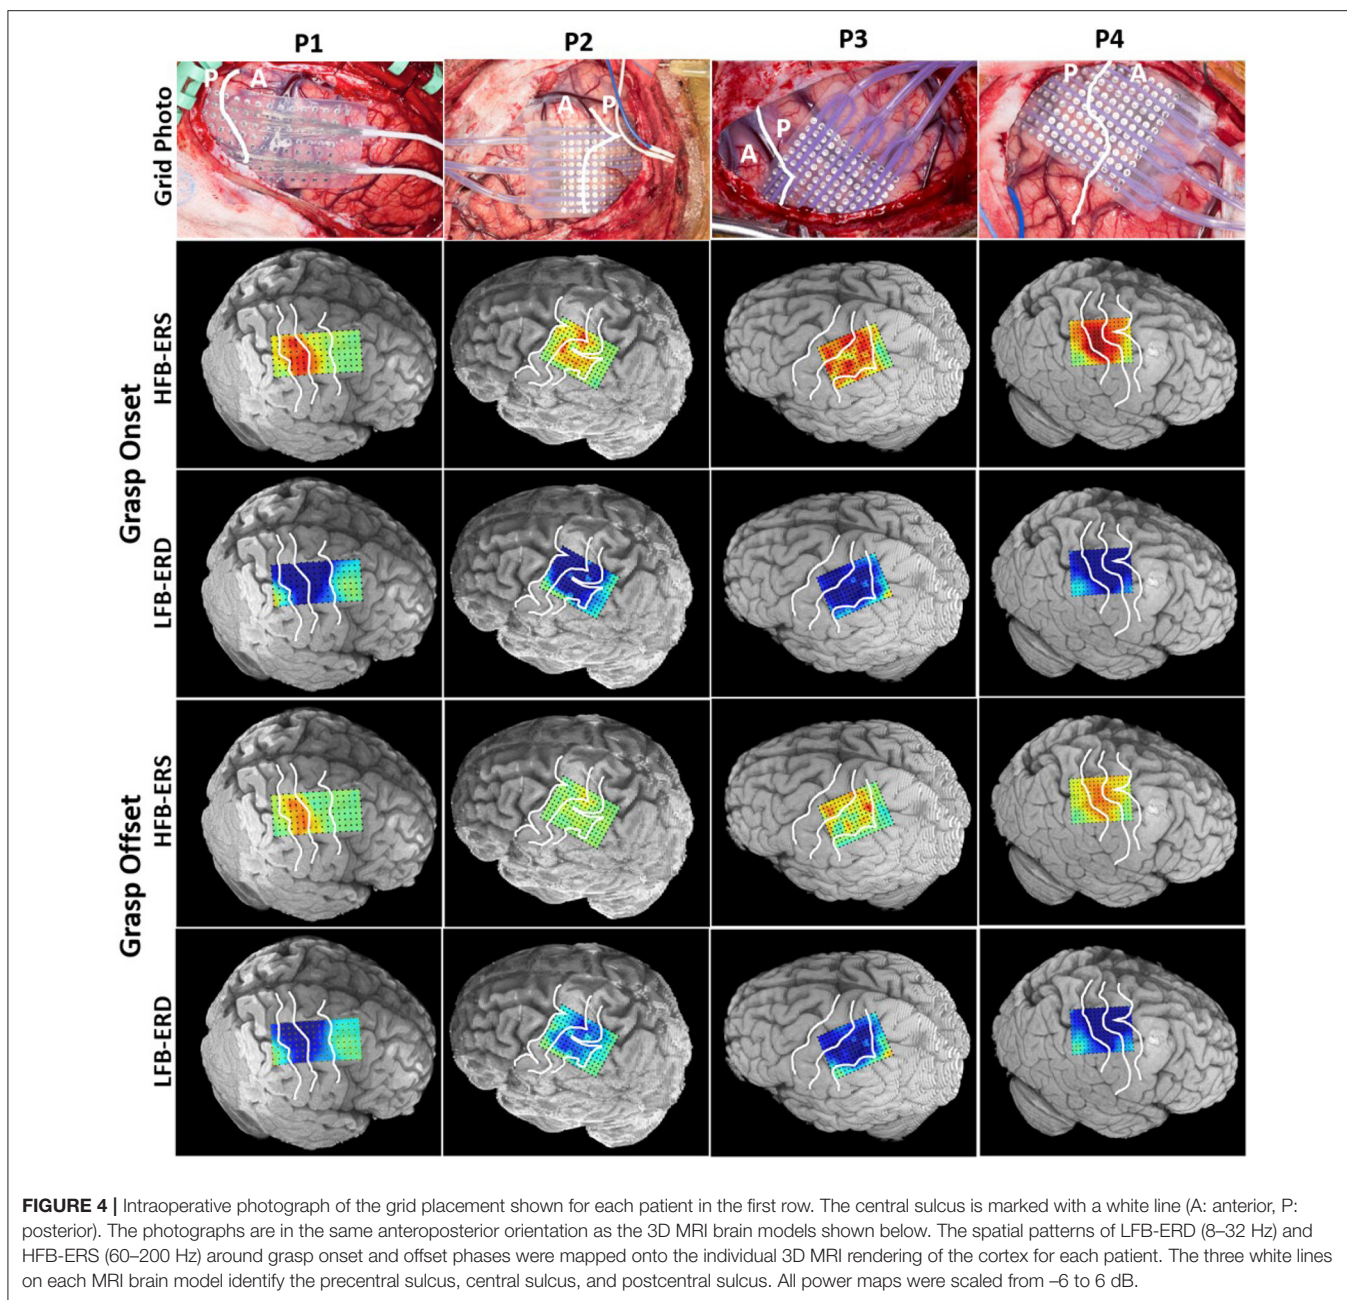 P1
P2
P3
P4
Grid Photo
P
A
A
P
P
A
P
A
Grasp Onset
HFB-ERS
LFB-ERD
Grasp Offset
HFB-ERS
LFB-ERD
FIGURE 4 | Intraoperative photograph of the grid placement shown for each patient in the first row. The central sulcus is marked with a white line (A: anterior, P:
posterior). The photographs are in the same anteroposterior orientation as the 3D MRI brain models shown below. The spatial patterns of LFB-ERD (8–32 Hz) and
HFB-ERS (60–200 Hz) around grasp onset and offset phases were mapped onto the individual 3D MRI rendering of the cortex for each patient. The three white lines
on each MRI brain model identify the precentral sulcus, central sulcus, and postcentral sulcus. All power maps were scaled from –6 to 6 dB.